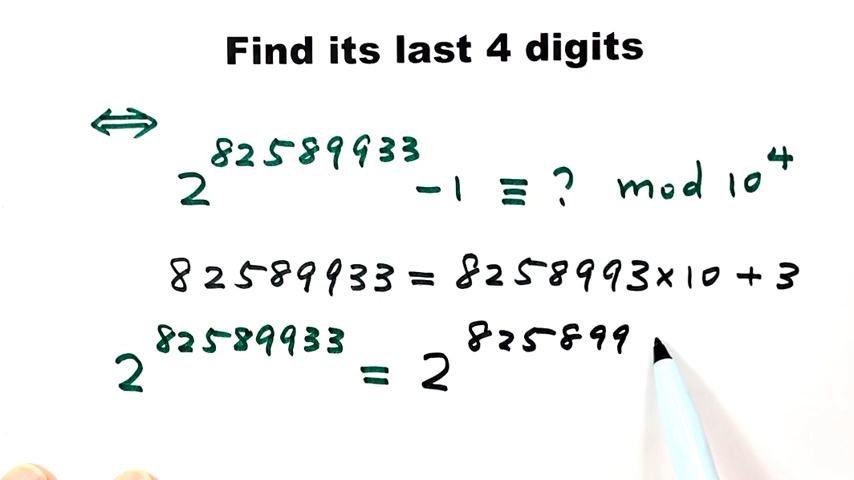 Find its last 4 digits
⇔
2^82589933 - 1 ≡ ? mod 10^4
82589933 = 8258993 × 10 + 3
2^82589933 = 2^825899